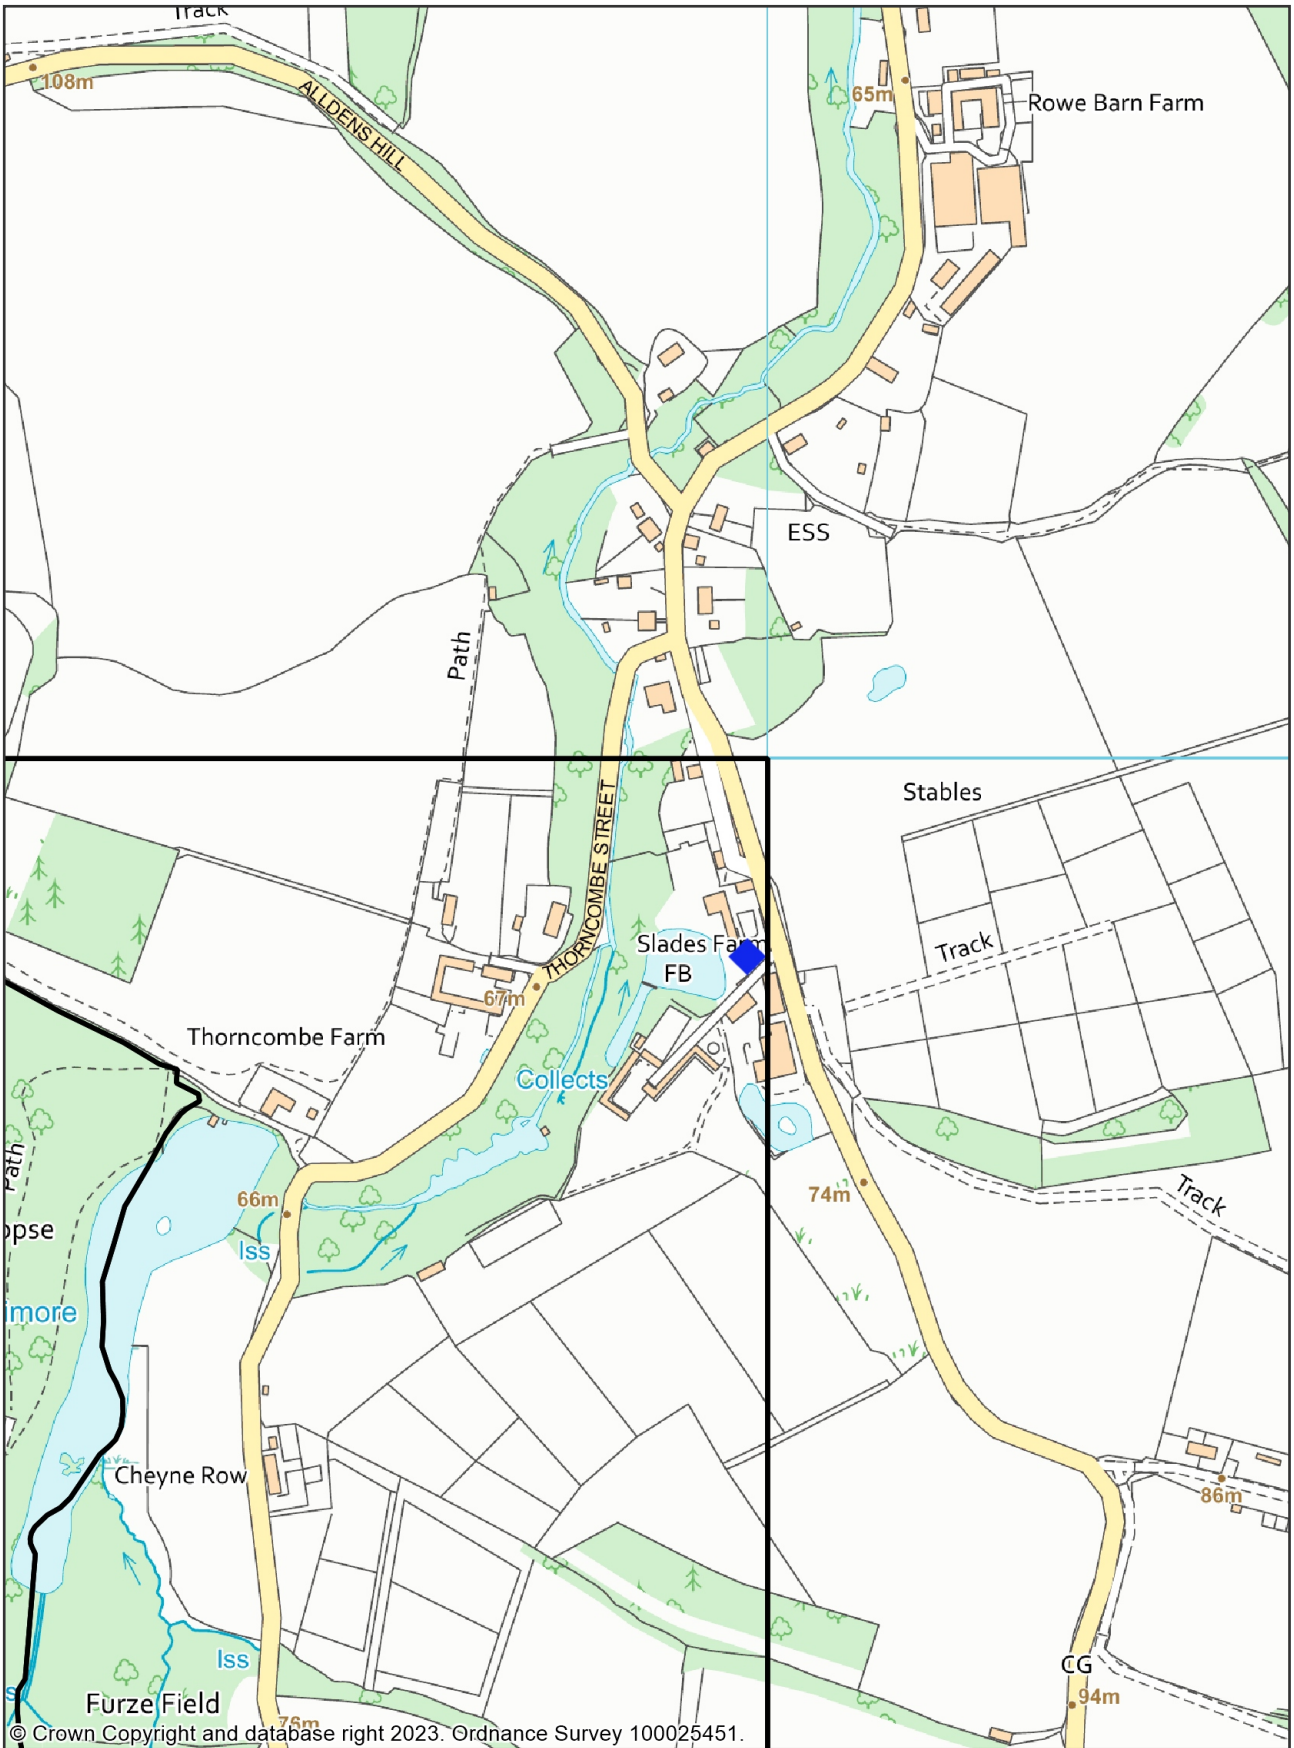 Track
108m
ALLDENS HILL
65m
Rowe Barn Farm
ESS
Path
Stables
THORNCOMBE STREET
Slades Farm
FB
Track
67m
Thorncombe Farm
Collects
Path
66m
74m
Track
opse
Iss
imore
Cheyne Row
86m
Iss
CG
s
Furze Field
94m
76m
© Crown Copyright and database right 2023. Ordnance Survey 100025451.